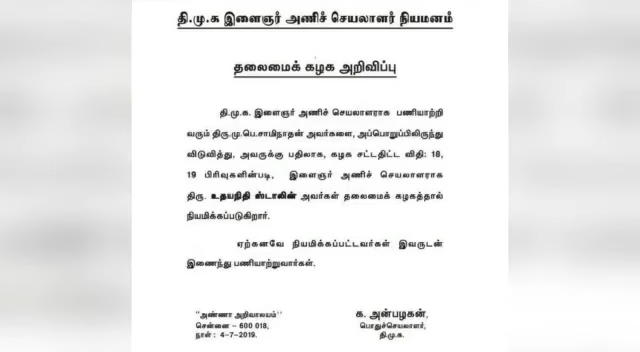 தி.மு.க இளைஞர் அணிச் செயலாளர் நியமனம்
தலைமைக் கழக அறிவிப்பு
தி.மு.க. இளைஞர் அணிச் செயலாளராக பணியாற்றி
வரும் திரு.மு.பெ.சாமிநாதன் அவர்களை, அப்பொறுப்பிலிருந்து
விடுவித்து, அவருக்கு பதிலாக, கழக சட்டதிட்ட விதி: 18,
19 பிரிவுகளின்படி, இளைஞர் அணிச் செயலாளராக
திரு. உதயநிதி ஸ்டாலின் அவர்கள் தலைமைக் கழகத்தால்
நியமிக்கப்படுகிறார்.
ஏற்கனவே நியமிக்கப்பட்டவர்கள் இவருடன்
இணைந்து பணியாற்றுவார்கள்.
"அண்ணா அறிவாலயம்"
சென்னை - 600 018,
நாள் : 4-7-2019.
க. அன்பழகன்,
பொதுச்செயலாளர்,
தி.மு.க.